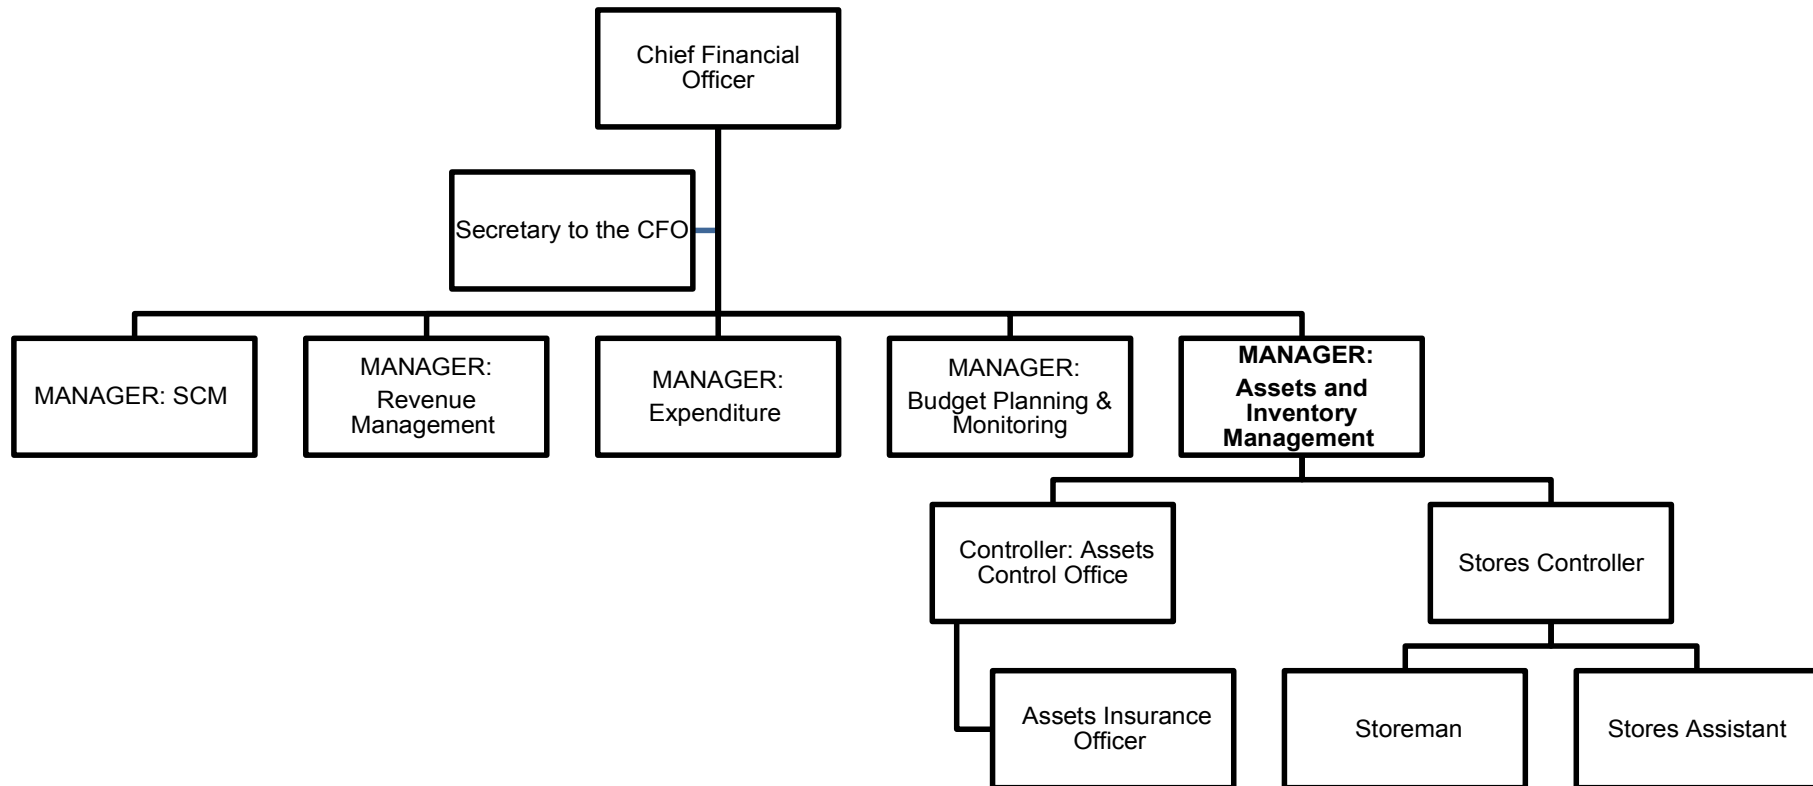 Chief Financial
Officer
Secretary to the CFO
MANAGER: SCM
MANAGER:
Revenue
Management
MANAGER:
Expenditure
MANAGER:
Budget Planning &
Monitoring
MANAGER:
Assets and
Inventory
Management
Controller: Assets
Control Office
Stores Controller
Assets Insurance
Officer
Storeman
Stores Assistant